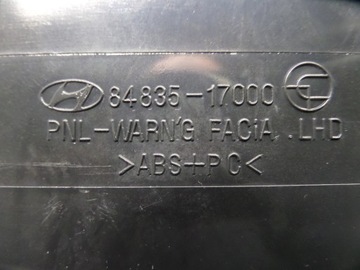 84835-17000
PNL-WARN'G FACIA LHD
>ABS+PC<